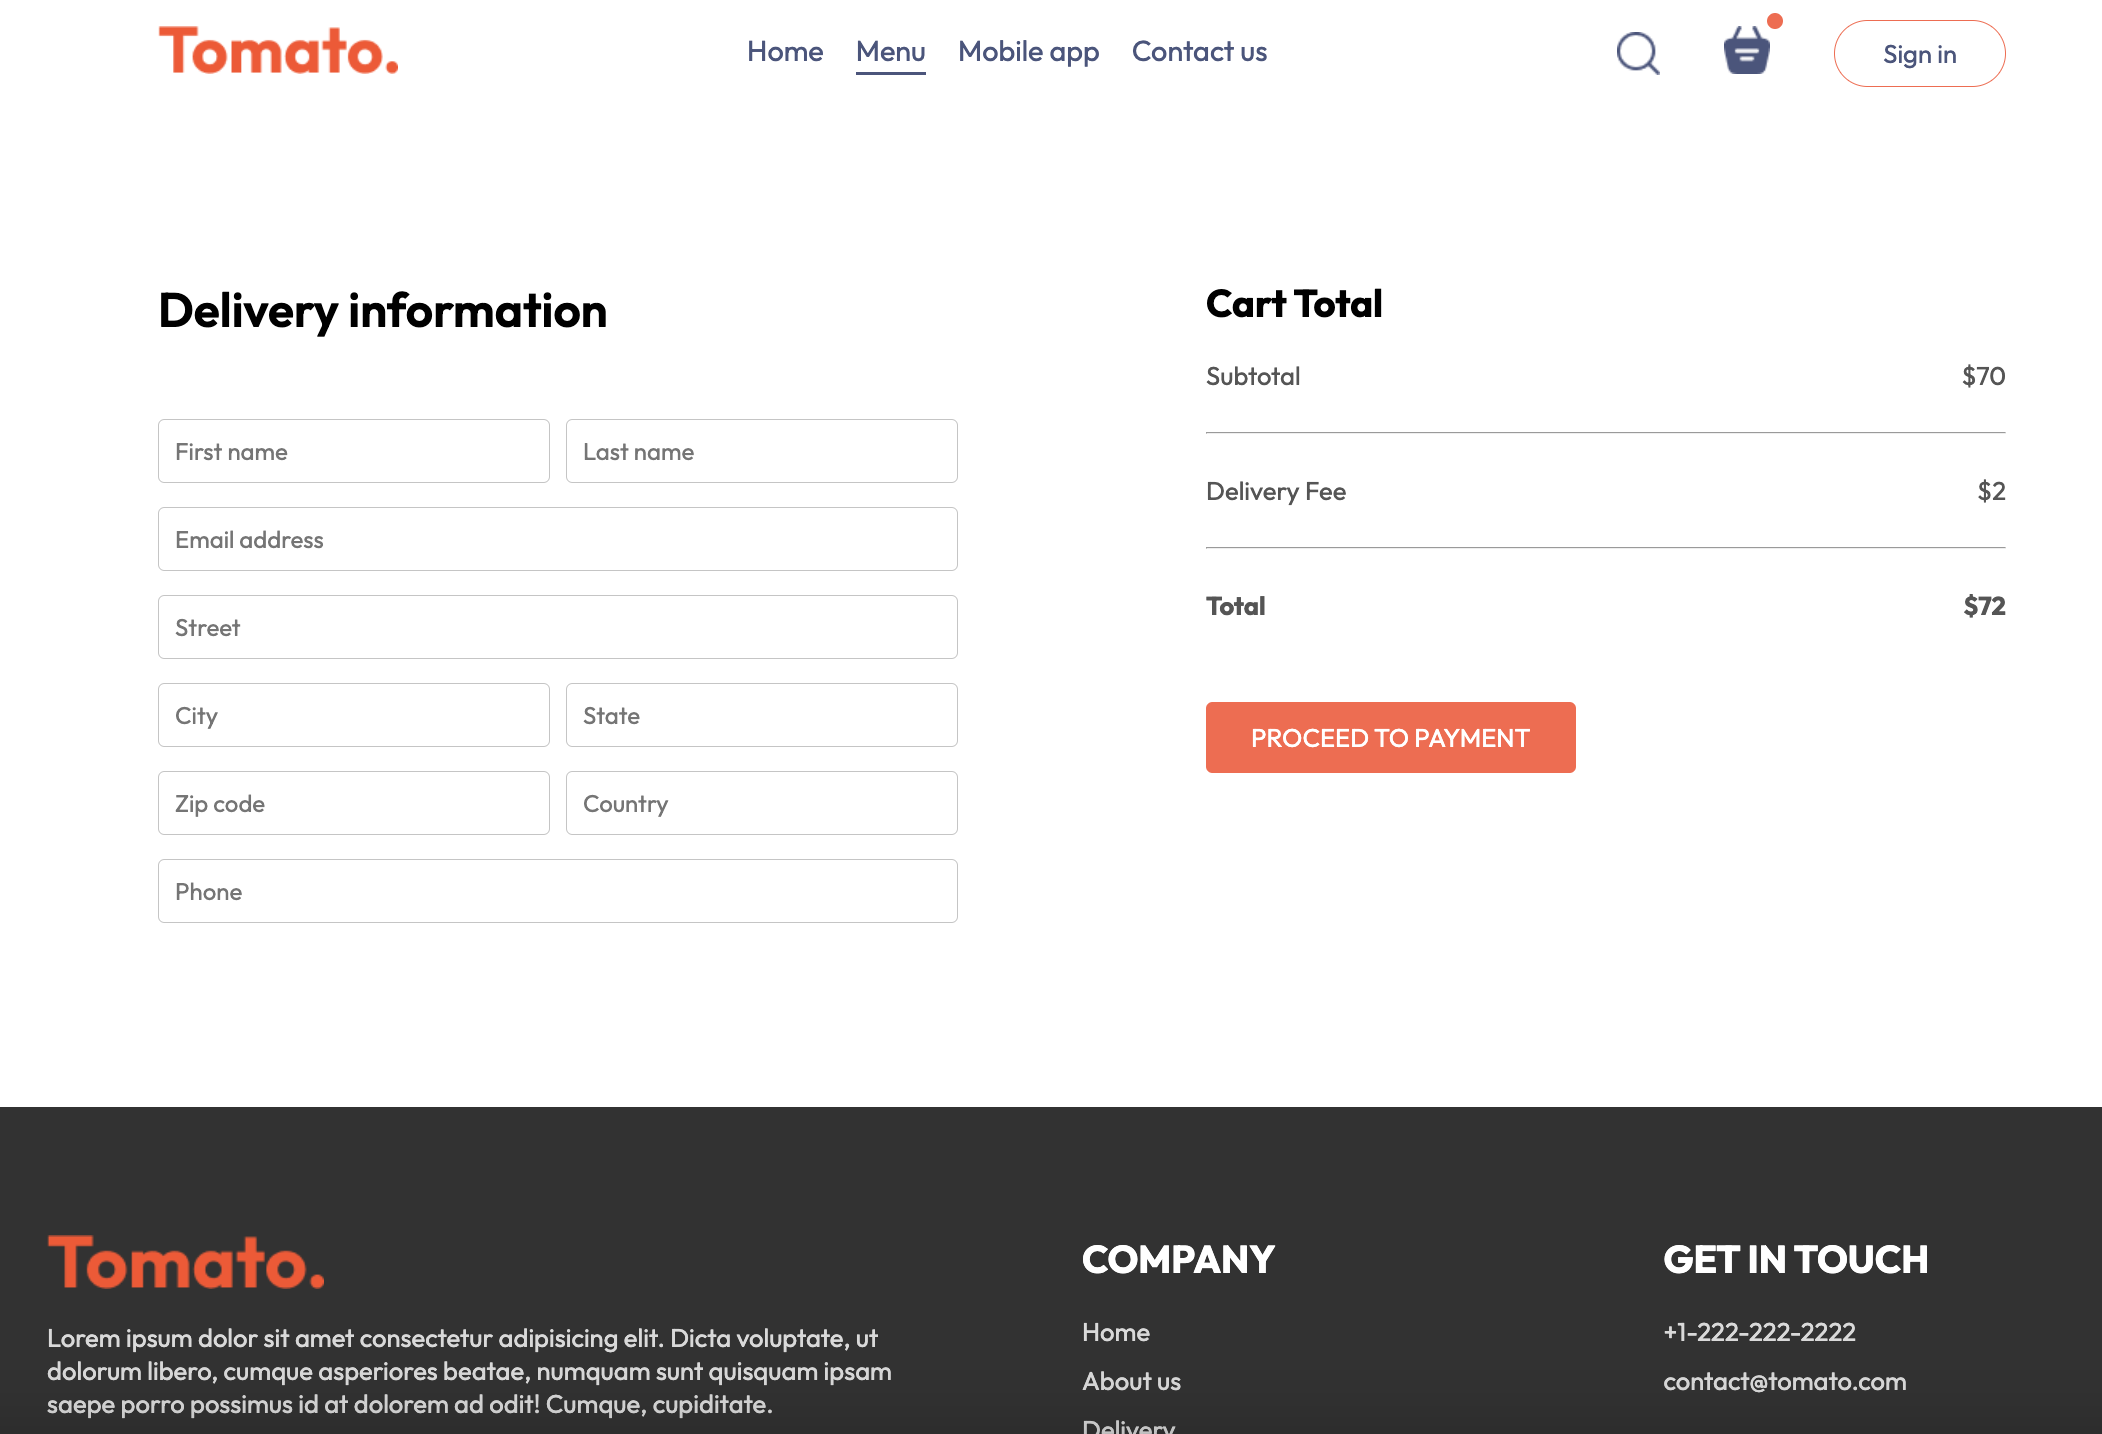 Tomato.
Home Menu Mobile app Contact us
Sign in
Delivery information
First name Last name
Email address
Street
City State
Zip code Country
Phone
Cart Total
Subtotal $70
Delivery Fee $2
Total $72
PROCEED TO PAYMENT
Tomato.
Lorem ipsum dolor sit amet consectetur adipisicing elit. Dicta voluptate, ut
dolorum libero, cumque asperiores beatae, numquam sunt quisquam ipsam
saepe porro possimus id at dolorem ad odit! Cumque, cupiditate.
COMPANY
Home
About us
Delivery
GET IN TOUCH
+1-222-222-2222
contact@tomato.com